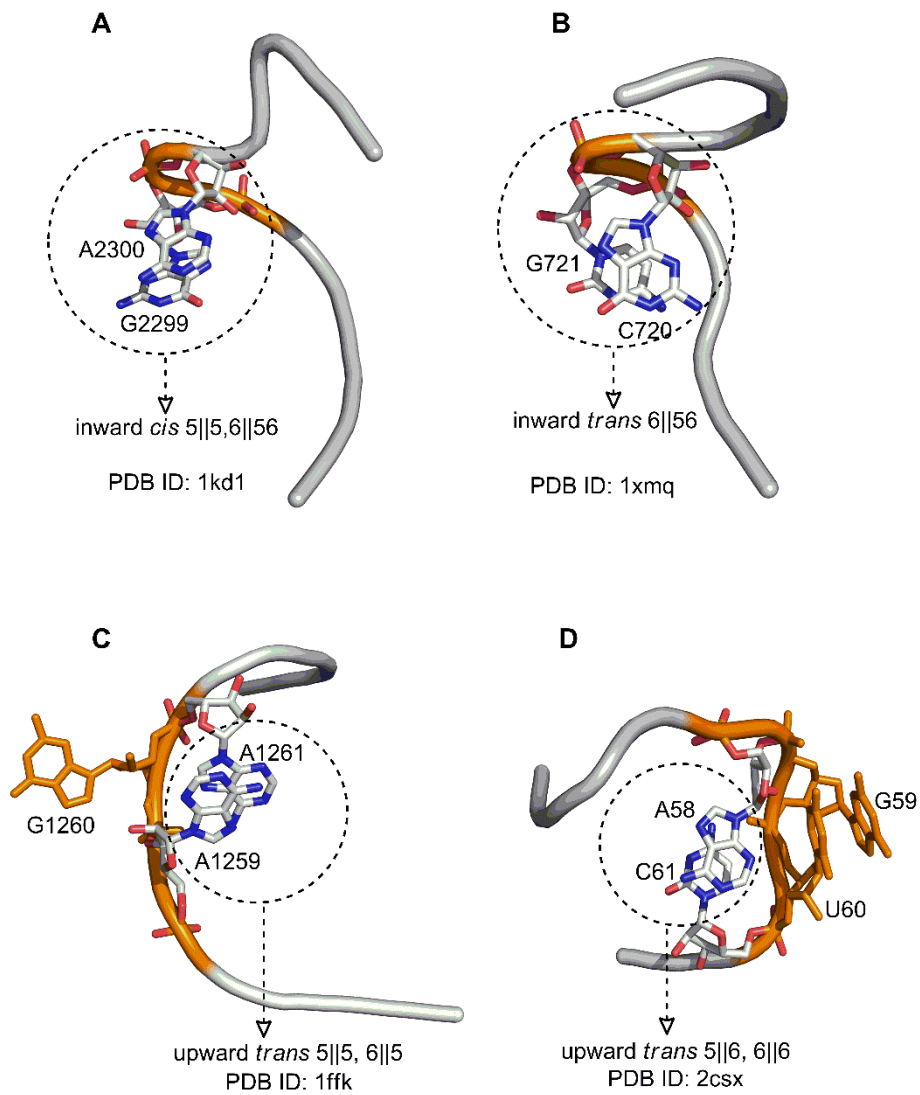 A
B
A2300
G2299
G721
C720
inward cis 5||5,6||56
inward trans 6||56
PDB ID: 1kd1
PDB ID: 1xmq
C
D
A1261
G1260
A1259
A58
G59
C61
U60
upward trans 5||5, 6||5
PDB ID: 1ffk
upward trans 5||6, 6||6
PDB ID: 2csx